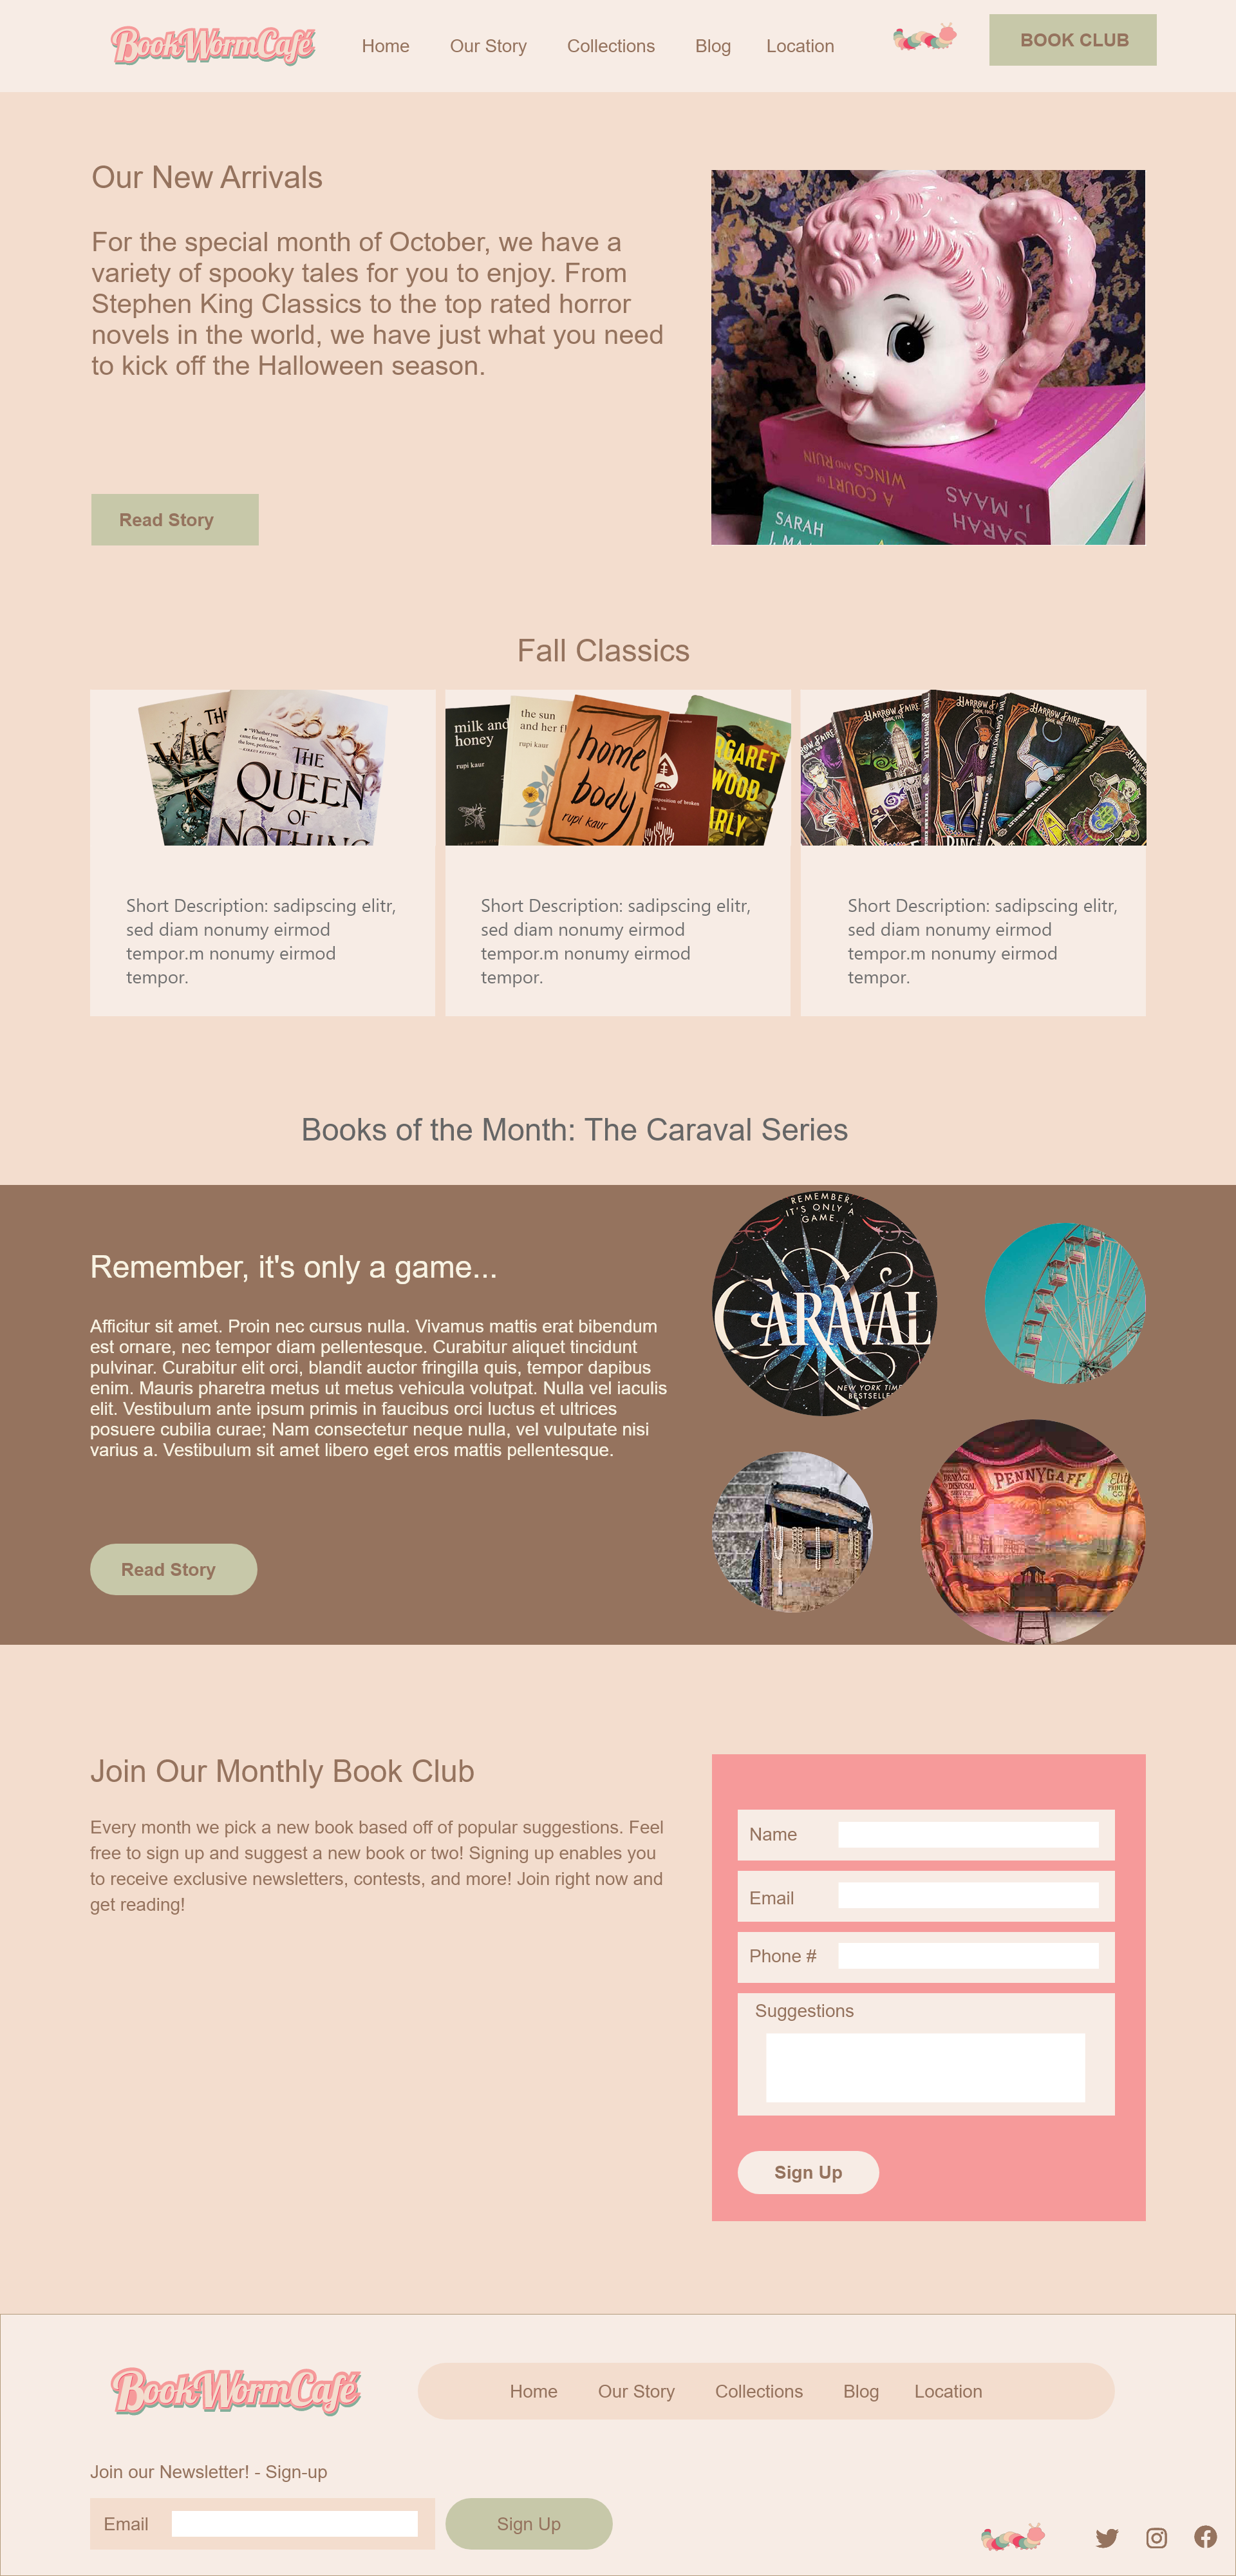 BookWormCafé
Home Our Story Collections Blog Location
BOOK CLUB
Our New Arrivals
For the special month of October, we have a
variety of spooky tales for you to enjoy. From
Stephen King Classics to the top rated horror
novels in the world, we have just what you need
to kick off the Halloween season.
Read Story
A COURT OF
WINGS AND RUIN
SARAH
J. MAAS
SARAH
Fall Classics
THE
QUEEN
OF
NOTHING
milk and
honey
rupi kaur
the sun
and her
rupi kaur
home
body
rupi kaur
HARROW FAIRE
HARROW FAIRE
HARROW FAIRE
Short Description: sadipscing elitr,
sed diam nonumy eirmod
tempor.m nonumy eirmod
tempor.
Short Description: sadipscing elitr,
sed diam nonumy eirmod
tempor.m nonumy eirmod
tempor.
Short Description: sadipscing elitr,
sed diam nonumy eirmod
tempor.m nonumy eirmod
tempor.
Books of the Month: The Caraval Series
Remember, it's only a game...
Afficitur sit amet. Proin nec cursus nulla. Vivamus mattis erat bibendum
est ornare, nec tempor diam pellentesque. Curabitur aliquet tincidunt
pulvinar. Curabitur elit orci, blandit auctor fringilla quis, tempor dapibus
enim. Mauris pharetra metus ut metus vehicula volutpat. Nulla vel iaculis
elit. Vestibulum ante ipsum primis in faucibus orci luctus et ultrices
posuere cubilia curae; Nam consectetur neque nulla, vel vulputate nisi
varius a. Vestibulum sit amet libero eget eros mattis pellentesque.
Read Story
REMEMBER,
IT'S ONLY A
GAME...
CARAVAL
NEW YORK TIME
BESTSELLE
PENNYGAFF
Join Our Monthly Book Club
Every month we pick a new book based off of popular suggestions. Feel
free to sign up and suggest a new book or two! Signing up enables you
to receive exclusive newsletters, contests, and more! Join right now and
get reading!
Name
Email
Phone #
Suggestions
Sign Up
BookWormCafé
Home Our Story Collections Blog Location
Join our Newsletter! - Sign-up
Email
Sign Up